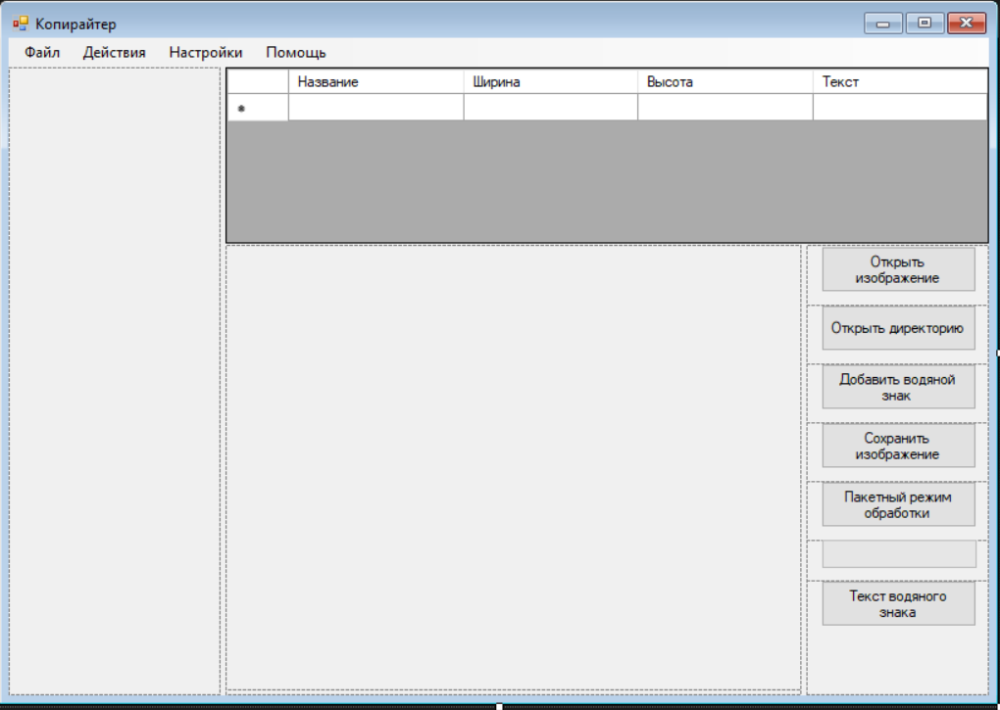 Копирайтер
Файл Действия Настройки Помощь
Название Ширина Высота Текст
Открыть
изображение
Открыть директорию
Добавить водяной
знак
Сохранить
изображение
Пакетный режим
обработки
Текст водяного
знака